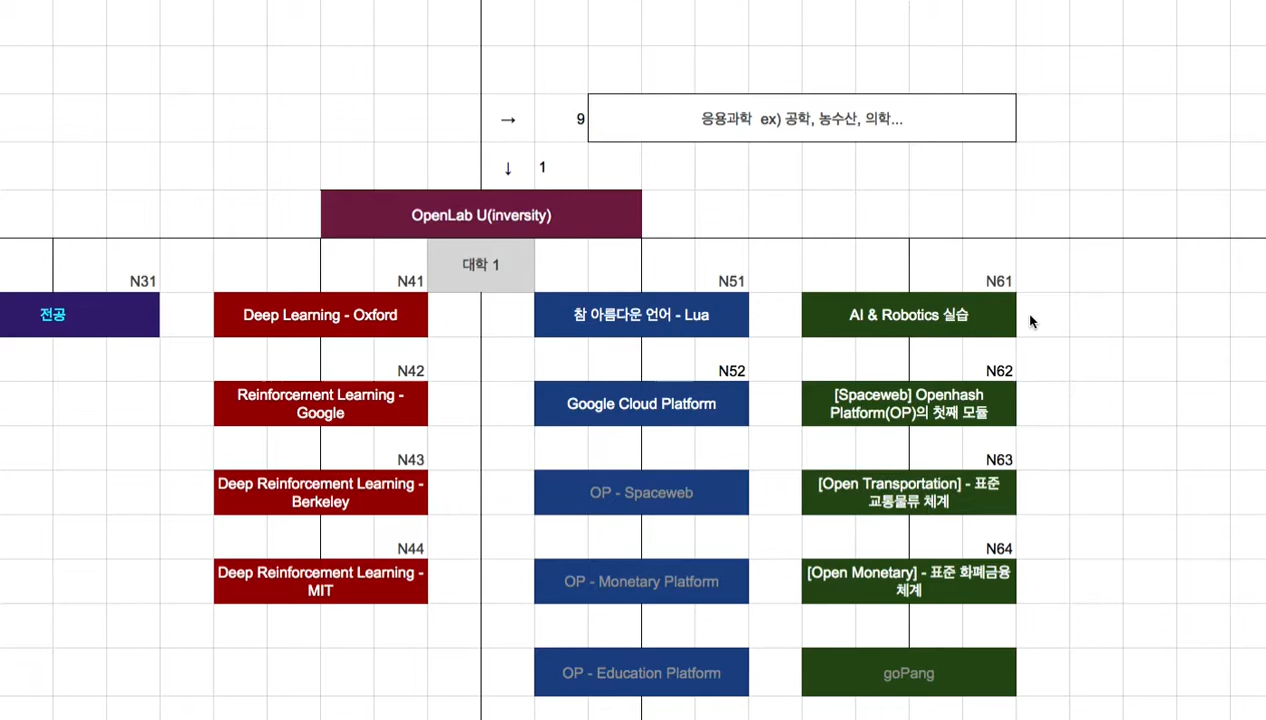 → 9 응용과학 ex) 공학, 농수산, 의학...
↓ 1
OpenLab U(inversity)
대학 1
N31
전공
N41
Deep Learning - Oxford
N42
Reinforcement Learning -
Google
N43
Deep Reinforcement Learning -
Berkeley
N44
Deep Reinforcement Learning -
MIT
N51
참 아름다운 언어 - Lua
N52
Google Cloud Platform
OP - Spaceweb
OP - Monetary Platform
OP - Education Platform
N61
AI & Robotics 실습
N62
[Spaceweb] Openhash
Platform(OP)의 첫째 모듈
N63
[Open Transportation] - 표준
교통물류 체계
N64
[Open Monetary] - 표준 화폐금융
체계
goPang